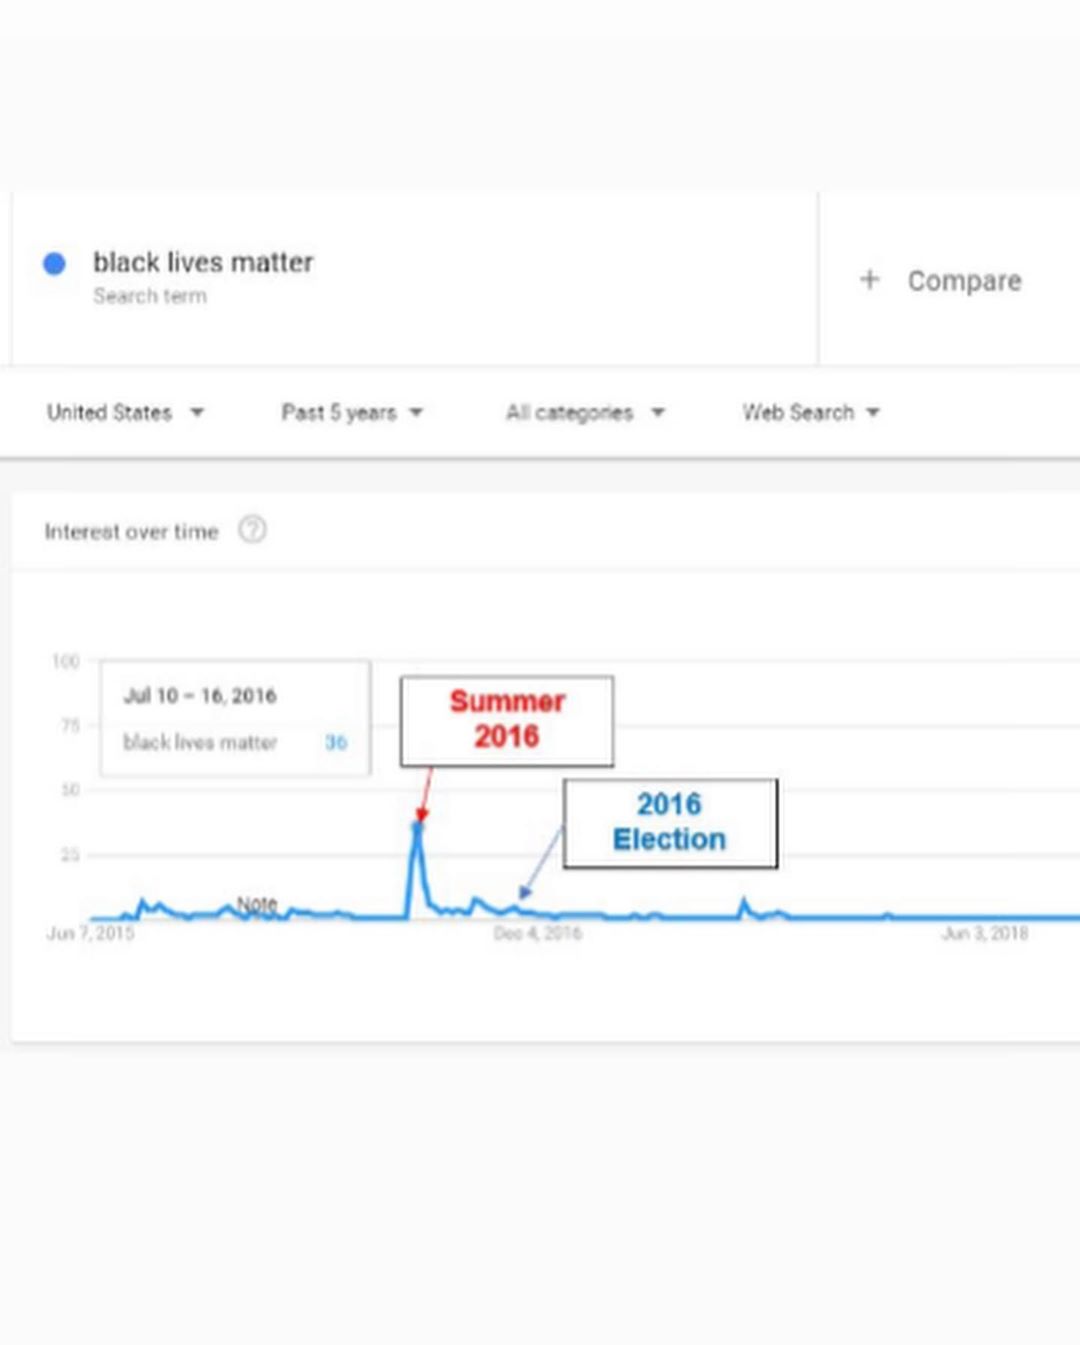 black lives matter
Search term
+ Compare
United States
Past 5 years
All categories
Web Search
Interest over time ?
100
75
50
25
Jul 10 – 16, 2016
black lives matter 36
Summer
2016
2016
Election
Note
Jun 7, 2015
Dec 4, 2016
Jun 3, 2018